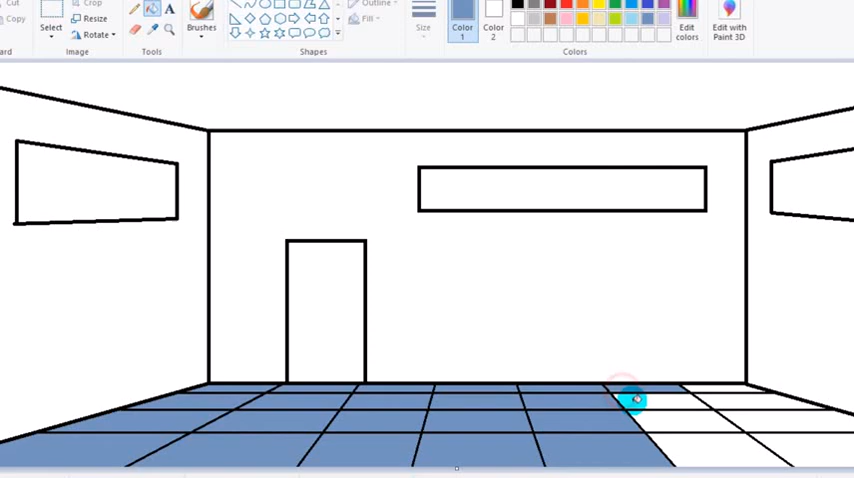 Cut
Copy
Crop
Resize
Rotate
Select
Image
Tools
Brushes
Outline
Fill
Shapes
Size
Color
1
Color
2
Edit
colors
Edit with
Paint 3D
Colors